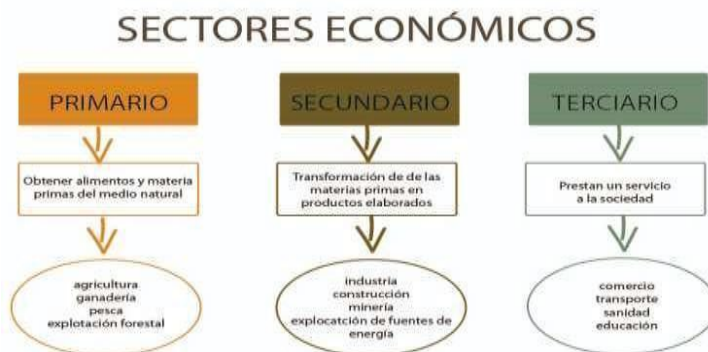 SECTORES ECONÓMICOS
PRIMARIO
Obtener alimentos y materia
primas del medio natural
agricultura
ganadería
pesca
explotación forestal
SECUNDARIO
Transformación de de las
materias primas en
productos elaborados
industria
construcción
minería
explocatción de fuentes de
energía
TERCIARIO
Prestan un servicio
a la sociedad
comercio
transporte
sanidad
educación